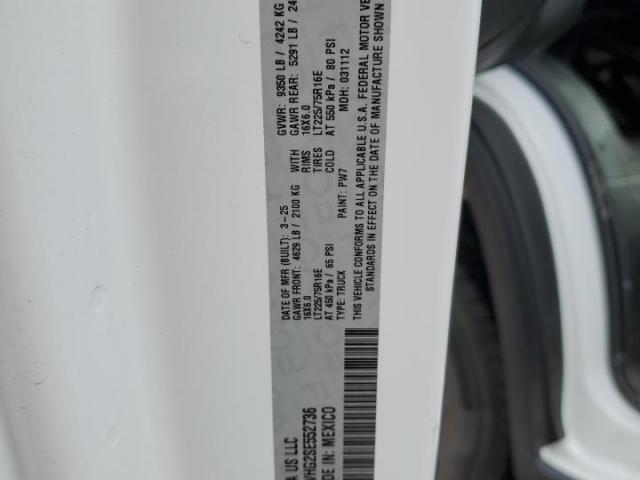 A US LLC
DATE OF MFR (BUILT): 3-25 GVWR: 9350 LB / 4242 KG
GAWR FRONT: 4629 LB / 2100 KG WITH GAWR REAR: 5291 LB / 24
16X6.0 RIMS 16X6.0
LT225/75R16E TIRES LT225/75R16E
AT 450 kPa / 65 PSI COLD AT 550 kPa / 80 PSI
TYPE: TRUCK PAINT: PW7 MDH: 031112
THIS VEHICLE CONFORMS TO ALL APPLICABLE U.S.A. FEDERAL MOTOR VE
STANDARDS IN EFFECT ON THE DATE OF MANUFACTURE SHOWN
VHG2SE552736
DE IN: MEXICO